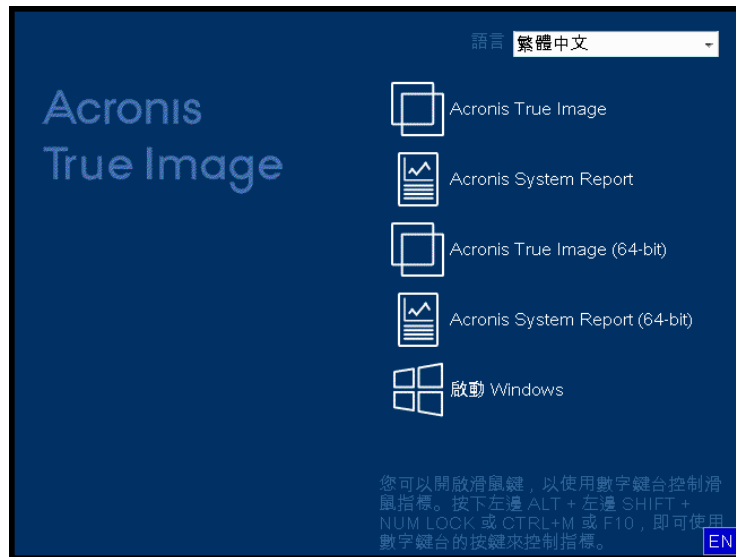 語言 繁體中文
Acronis
True Image
Acronis True Image
Acronis System Report
Acronis True Image (64-bit)
Acronis System Report (64-bit)
啟動 Windows
您可以開啟滑鼠鍵，以使用數字鍵台控制滑
鼠指標。按下左邊 ALT + 左邊 SHIFT +
NUM LOCK 或 CTRL+M 或 F10，即可使用
數字鍵台的按鍵來控制指標。
EN